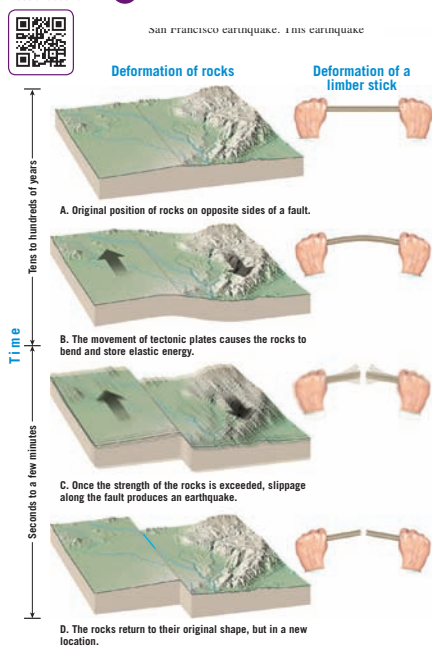 San Francisco earthquake. This earthquake
Deformation of rocks
Deformation of a
limber stick
Time
Tens to hundreds of years
A. Original position of rocks on opposite sides of a fault.
B. The movement of tectonic plates causes the rocks to
bend and store elastic energy.
Seconds to a few minutes
C. Once the strength of the rocks is exceeded, slippage
along the fault produces an earthquake.
D. The rocks return to their original shape, but in a new
location.